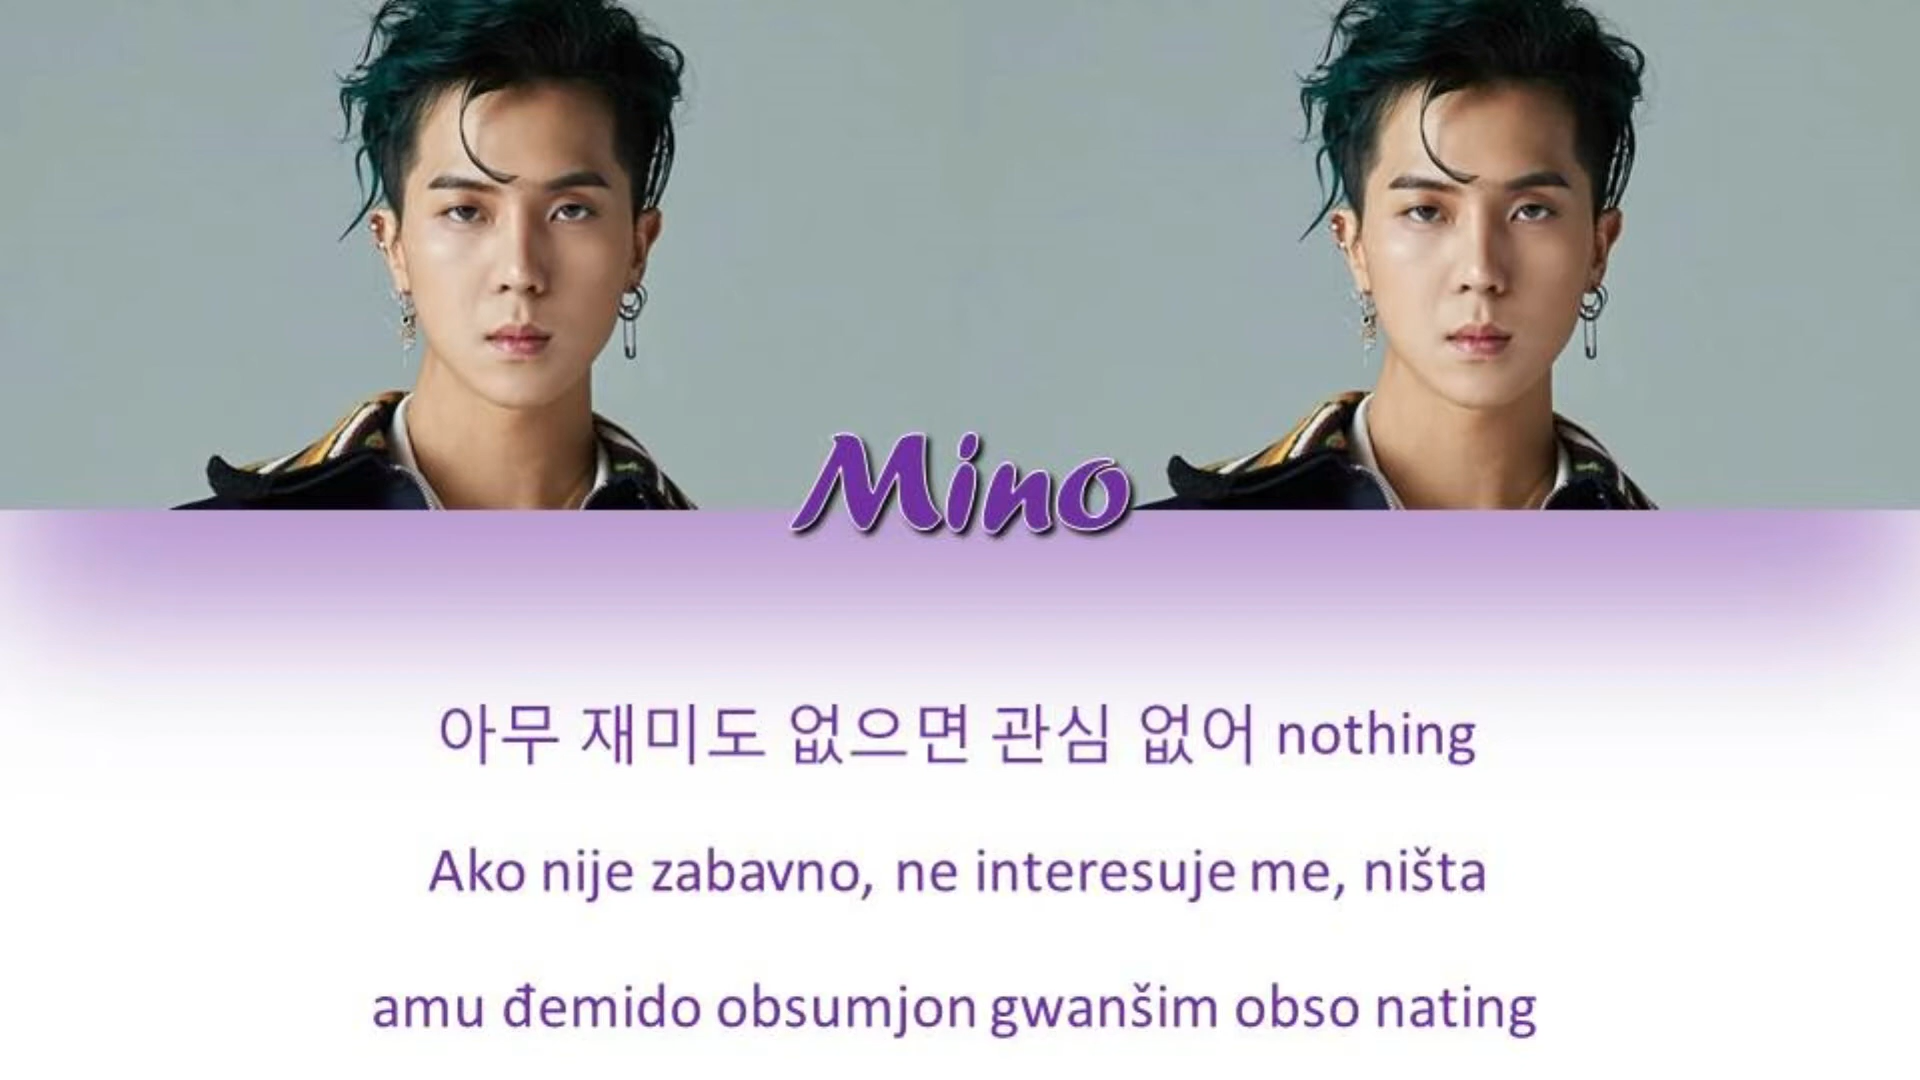 Mino
아무 재미도 없으면 관심 없어 nothing
Ako nije zabavno, ne interesuje me, ništa
amu đemido obsumjon gwanšim obso nating